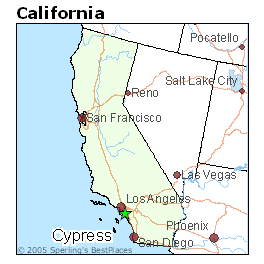 California
Pocatello
Salt Lake City
Reno
San Francisco
Las Vegas
Los Angeles
Phoenix
Cypress
San Diego
© 2005 Sperling's BestPlaces